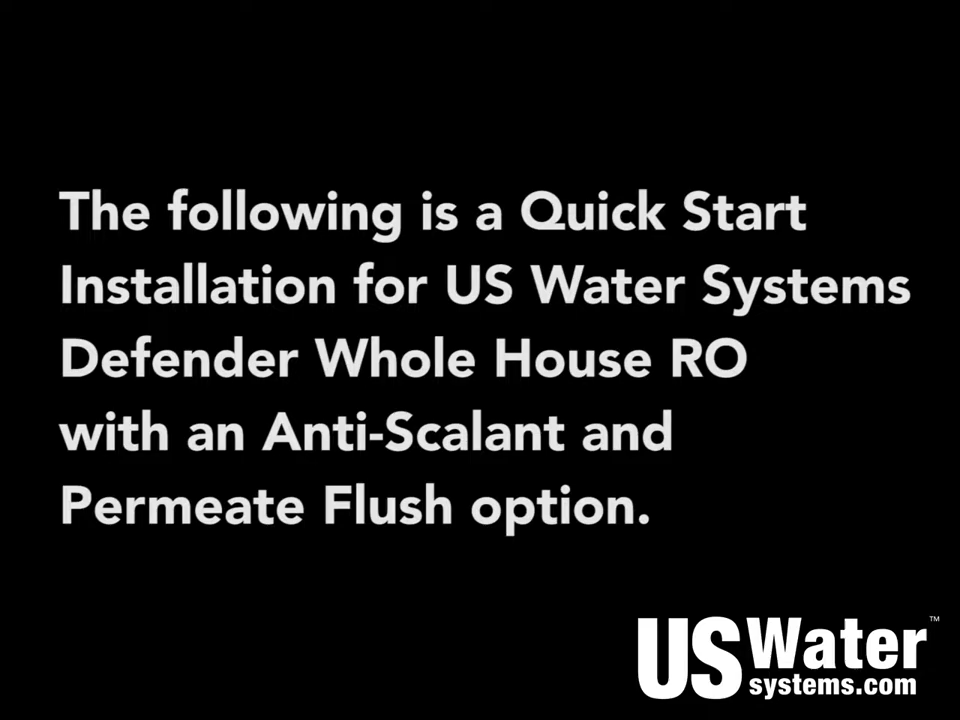 The following is a Quick Start
Installation for US Water Systems
Defender Whole House RO
with an Anti-Scalant and
Permeate Flush option.
US Water™
systems.com